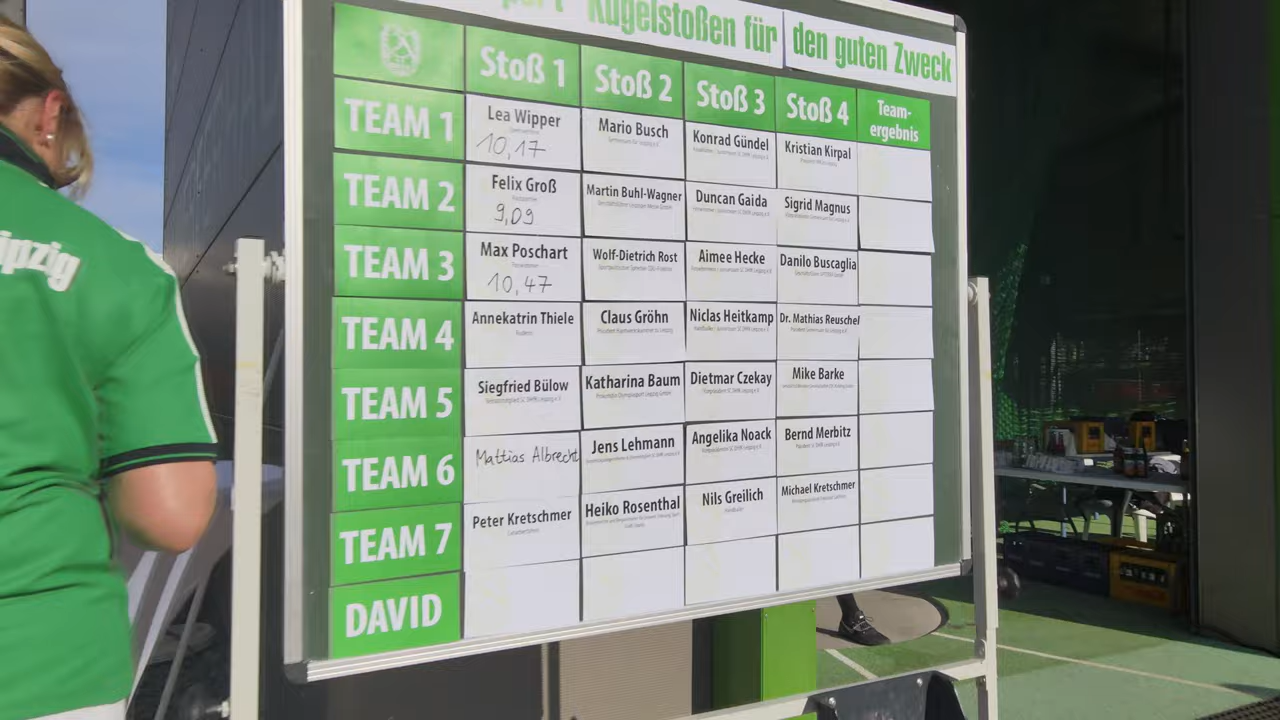 Kugelstoßen für den guten Zweck
Stoß 1 Stoß 2 Stoß 3 Stoß 4 Team-
ergebnis
TEAM 1 Lea Wipper Mario Busch Konrad Gündel Kristian Kirpal
10,17
TEAM 2 Felix Groß Martin Buhl-Wagner Duncan Gaida Sigrid Magnus
9,09
TEAM 3 Max Poschart Wolf-Dietrich Rost Aimee Hecke Danilo Buscaglia
10,47
TEAM 4 Annekatrin Thiele Claus Gröhn Niclas Heitkamp Dr. Mathias Reuschel
TEAM 5 Siegfried Bülow Katharina Baum Dietmar Czekay Mike Barke
TEAM 6 Mattias Albrecht Jens Lehmann Angelika Noack Bernd Merbitz
TEAM 7 Peter Kretschmer Heiko Rosenthal Nils Greilich Michael Kretschmer
DAVID
ipzig